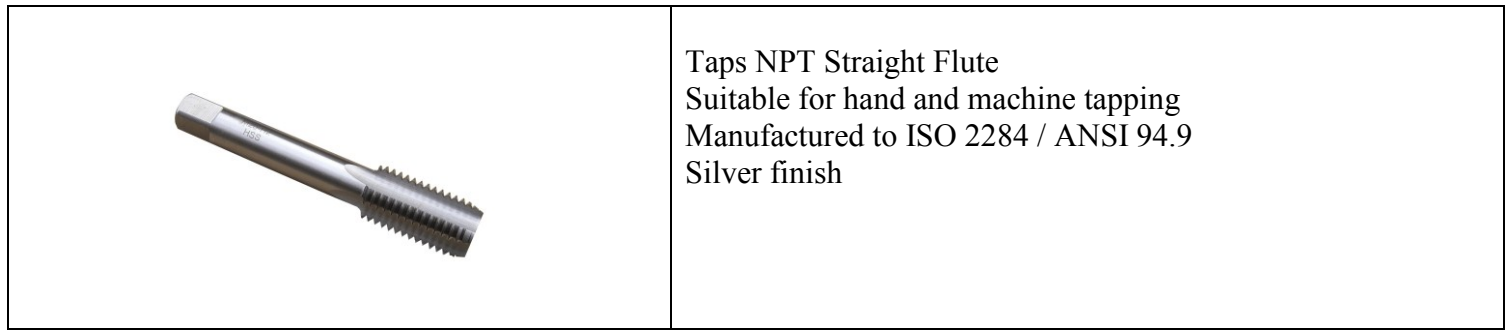 HSS
Taps NPT Straight Flute
Suitable for hand and machine tapping
Manufactured to ISO 2284 / ANSI 94.9
Silver finish